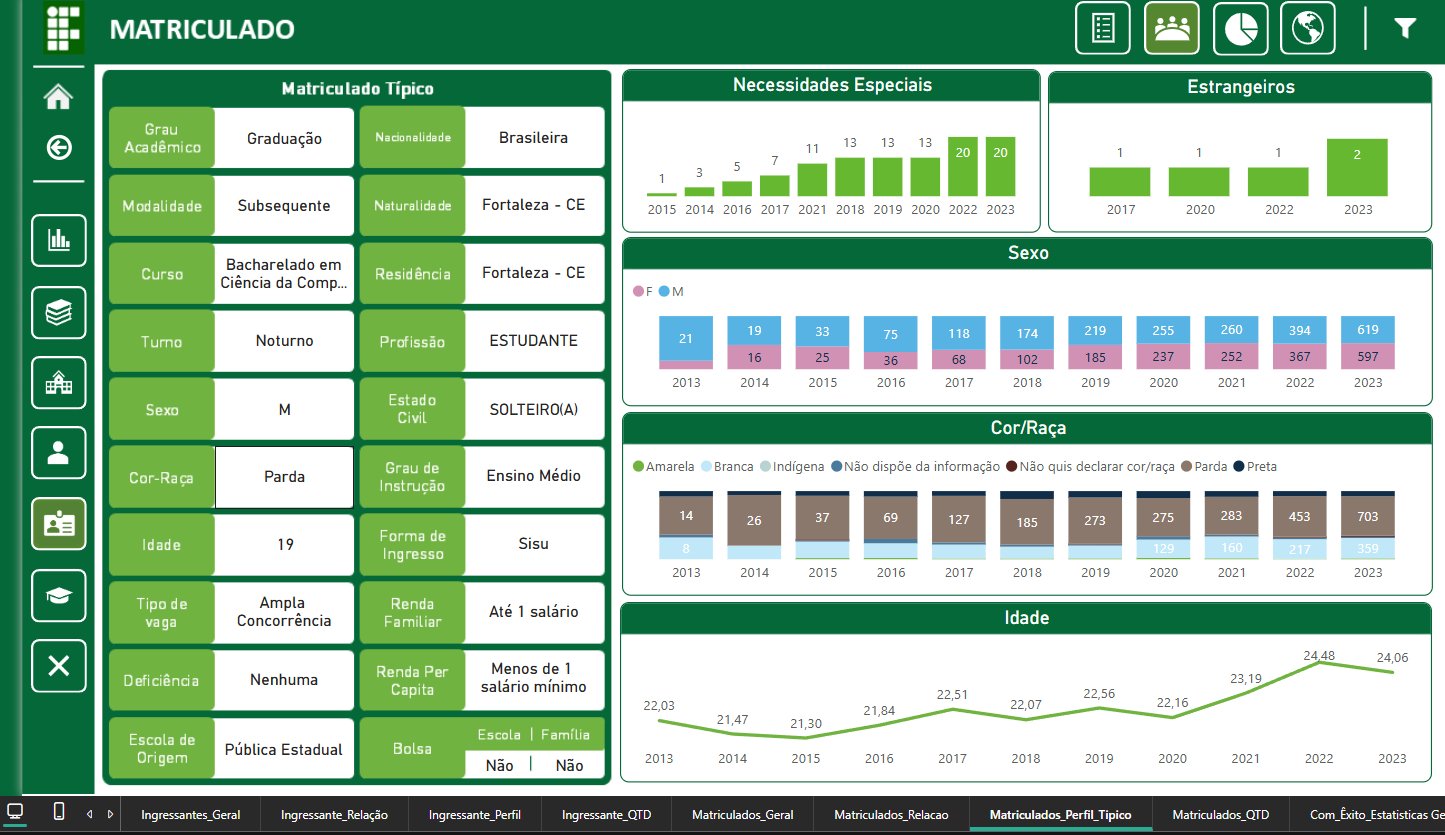 MATRICULADO
Matriculado Típico
Grau
Acadêmico
Graduação
Nacionalidade
Brasileira
Modalidade
Subsequente
Naturalidade
Fortaleza - CE
Curso
Bacharelado em
Ciência da Comp...
Residência
Fortaleza - CE
Turno
Noturno
Profissão
ESTUDANTE
Sexo
M
Estado
Civil
SOLTEIRO(A)
Cor-Raça
Parda
Grau de
Instrução
Ensino Médio
Idade
19
Forma de
Ingresso
Sisu
Tipo de
vaga
Ampla
Concorrência
Renda
Familiar
Até 1 salário
Deficiência
Nenhuma
Renda Per
Capita
Menos de 1
salário mínimo
Escola de
Origem
Pública Estadual
Bolsa
Escola | Família
Não | Não
Necessidades Especiais
1 3 5 7 11 13 13 13 20 20
2015 2014 2016 2017 2021 2018 2019 2020 2022 2023
Estrangeiros
1 1 1 2
2017 2020 2022 2023
Sexo
F M
21 19 33 75 118 174 219 255 260 394 619
16 25 36 68 102 185 237 252 367 597
2013 2014 2015 2016 2017 2018 2019 2020 2021 2022 2023
Cor/Raça
Amarela Branca Indígena Não dispõe da informação Não quis declarar cor/raça Parda Preta
14 26 37 69 127 185 273 275 283 453 703
8 129 160 217 359
2013 2014 2015 2016 2017 2018 2019 2020 2021 2022 2023
Idade
22,03 21,47 21,30 21,84 22,51 22,07 22,56 22,16 23,19 24,48 24,06
2013 2014 2015 2016 2017 2018 2019 2020 2021 2022 2023
Ingressantes_Geral Ingressante_Relação Ingressante_Perfil Ingressante_QTD Matriculados_Geral Matriculados_Relacao Matriculados_Perfil_Tipico Matriculados_QTD Com_Êxito_Estatisticas Ge